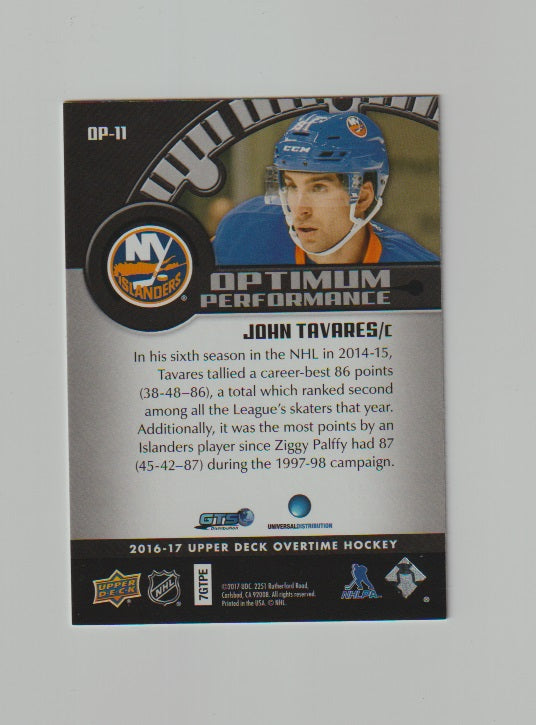 OP-11
CCM
NY
ISLANDERS
®
OPTIMUM
PERFORMANCE
JOHN TAVARES/C
In his sixth season in the NHL in 2014-15,
Tavares tallied a career-best 86 points
(38-48–86), a total which ranked second
among all the League's skaters that year.
Additionally, it was the most points by an
Islanders player since Ziggy Palffy had 87
(45-42–87) during the 1997-98 campaign.
GTS
Distribution
UNIVERSALDISTRIBUTION
2016-17 UPPER DECK OVERTIME HOCKEY
UPPER
DECK
NHL
7GTPE
©2017 UDC. 2251 Rutherford Road,
Carlsbad, CA 92008. All rights reserved.
Printed in the USA. © NHL.
NHLPA
®